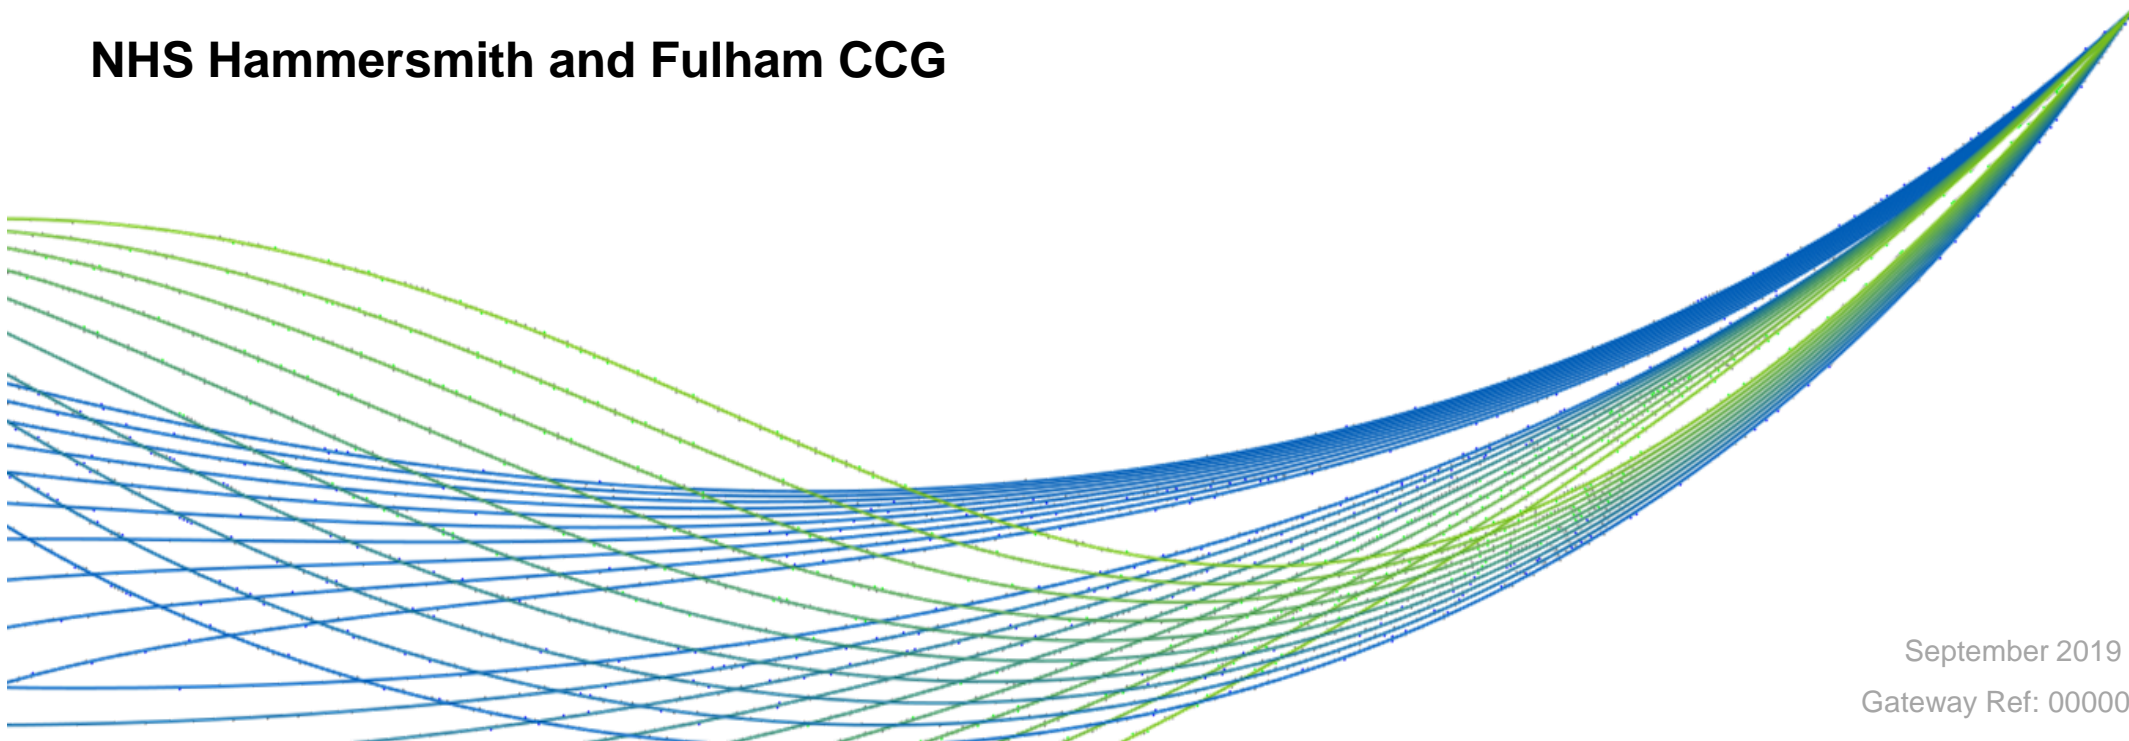 NHS Hammersmith and Fulham CCG
September 2019
Gateway Ref: 00000